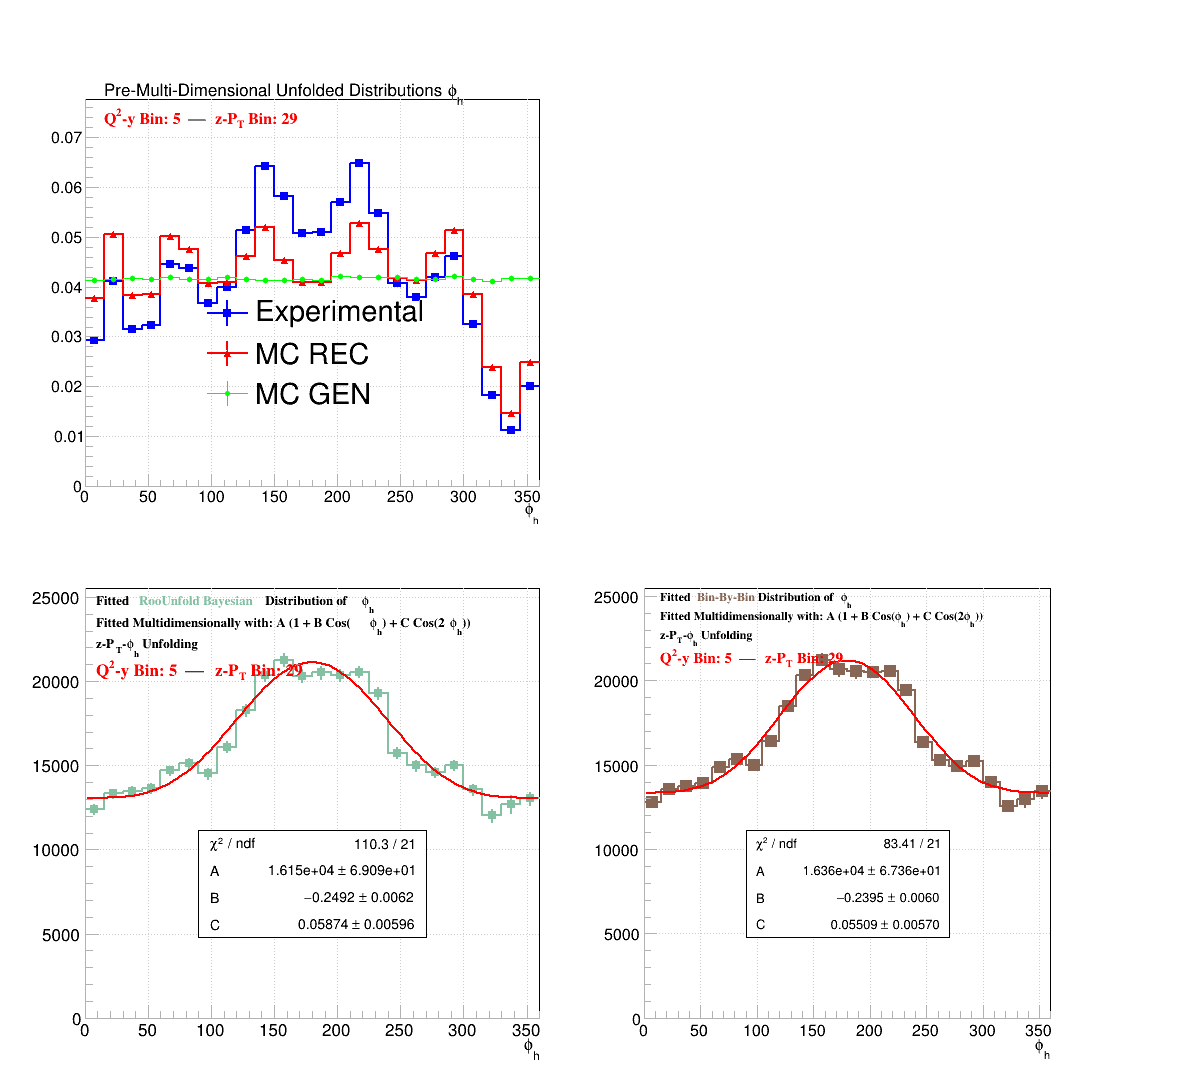 Pre-Multi-Dimensional Unfolded Distributions ϕh
Q2-y Bin: 5 — z-PT Bin: 29
0.07
0.06
0.05
0.04
0.03
0.02
0.01
0
Experimental
MC REC
MC GEN
0 50 100 150 200 250 300 350
ϕh
Fitted RooUnfold Bayesian Distribution of ϕh
Fitted Multidimensionally with: A (1 + B Cos( ϕh) + C Cos(2 ϕh))
z-PT-ϕh Unfolding
Q2-y Bin: 5 — z-PT Bin: 29
25000
20000
15000
10000
5000
0
χ2 / ndf 110.3 / 21
A 1.615e+04 ± 6.909e+01
B −0.2492 ± 0.0062
C 0.05874 ± 0.00596
0 50 100 150 200 250 300 350
ϕh
Fitted Bin-By-Bin Distribution of ϕh
Fitted Multidimensionally with: A (1 + B Cos(ϕh) + C Cos(2ϕh))
z-PT-ϕh Unfolding
Q2-y Bin: 5 — z-PT Bin: 29
25000
20000
15000
10000
5000
0
χ2 / ndf 83.41 / 21
A 1.636e+04 ± 6.736e+01
B −0.2395 ± 0.0060
C 0.05509 ± 0.00570
0 50 100 150 200 250 300 350
ϕh